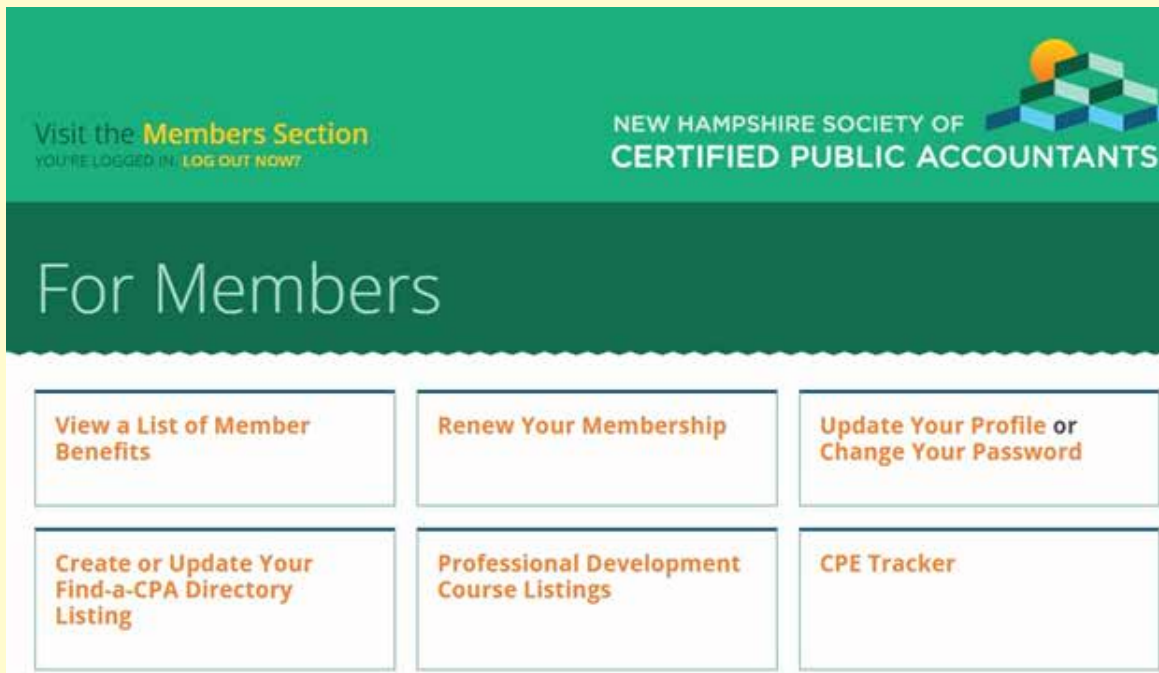 Visit the Members Section
YOU'RE LOGGED IN. LOG OUT NOW?
NEW HAMPSHIRE SOCIETY OF
CERTIFIED PUBLIC ACCOUNTANTS
For Members
View a List of Member
Benefits
Renew Your Membership
Update Your Profile or
Change Your Password
Create or Update Your
Find-a-CPA Directory
Listing
Professional Development
Course Listings
CPE Tracker